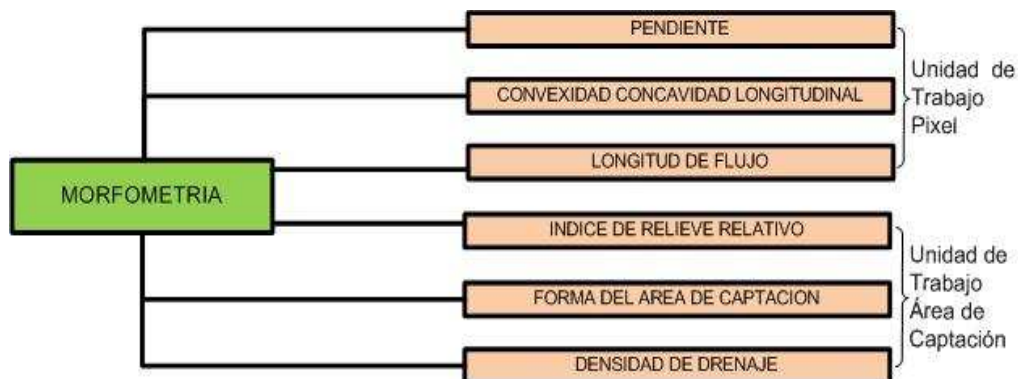 PENDIENTE
CONVEXIDAD CONCAVIDAD LONGITUDINAL
LONGITUD DE FLUJO
Unidad de
Trabajo
Pixel
MORFOMETRIA
INDICE DE RELIEVE RELATIVO
FORMA DEL AREA DE CAPTACION
DENSIDAD DE DRENAJE
Unidad de
Trabajo
Área de
Captación